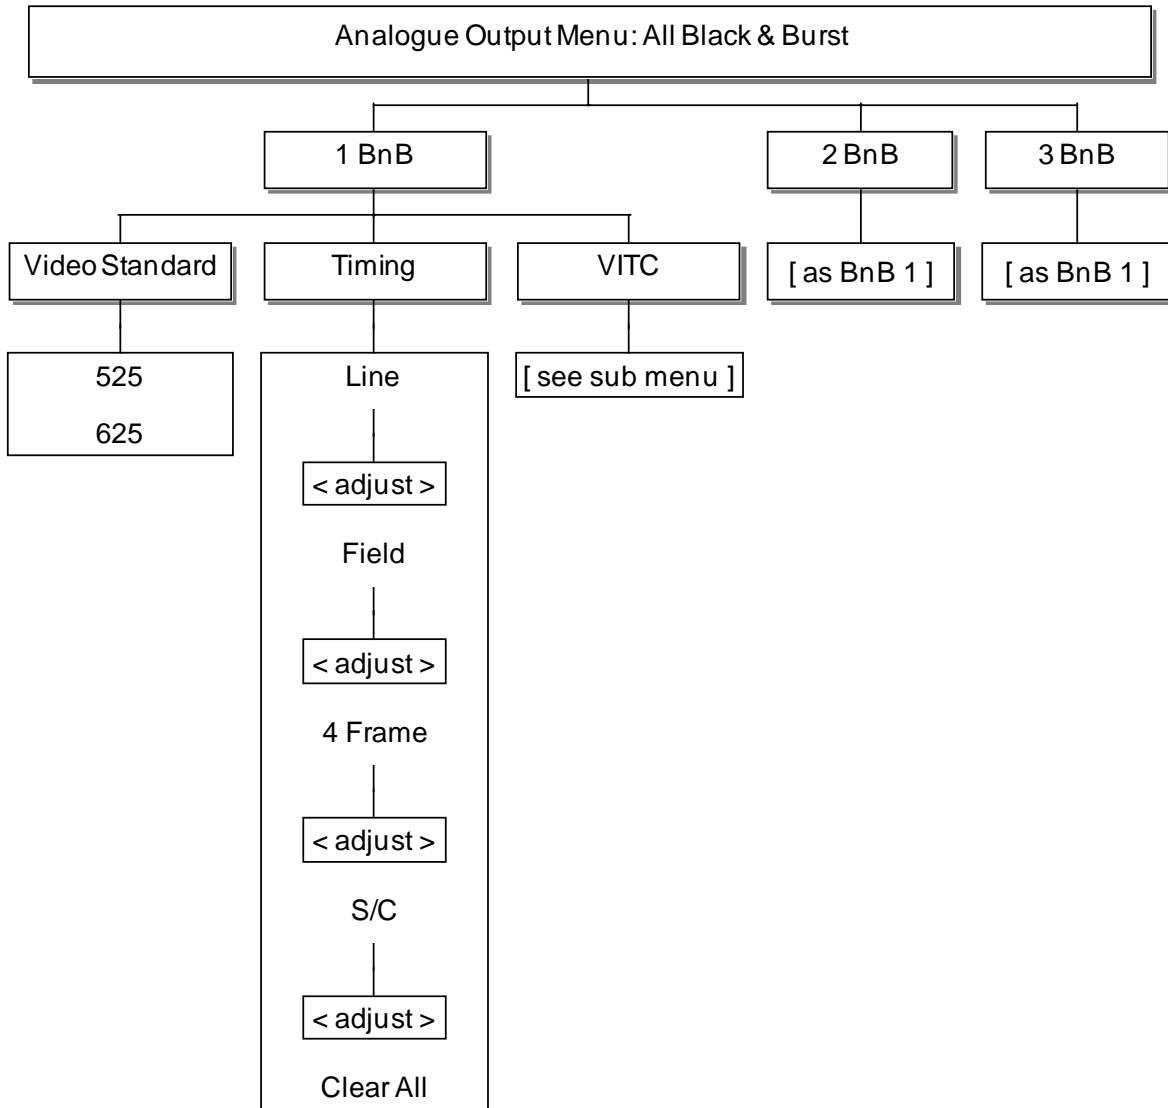 Analogue Output Menu: All Black & Burst
1 BnB
2 BnB
3 BnB
Video Standard
Timing
VITC
[ as BnB 1 ]
[ as BnB 1 ]
525
625
Line
[ see sub menu ]
< adjust >
Field
< adjust >
4 Frame
< adjust >
S/C
< adjust >
Clear All